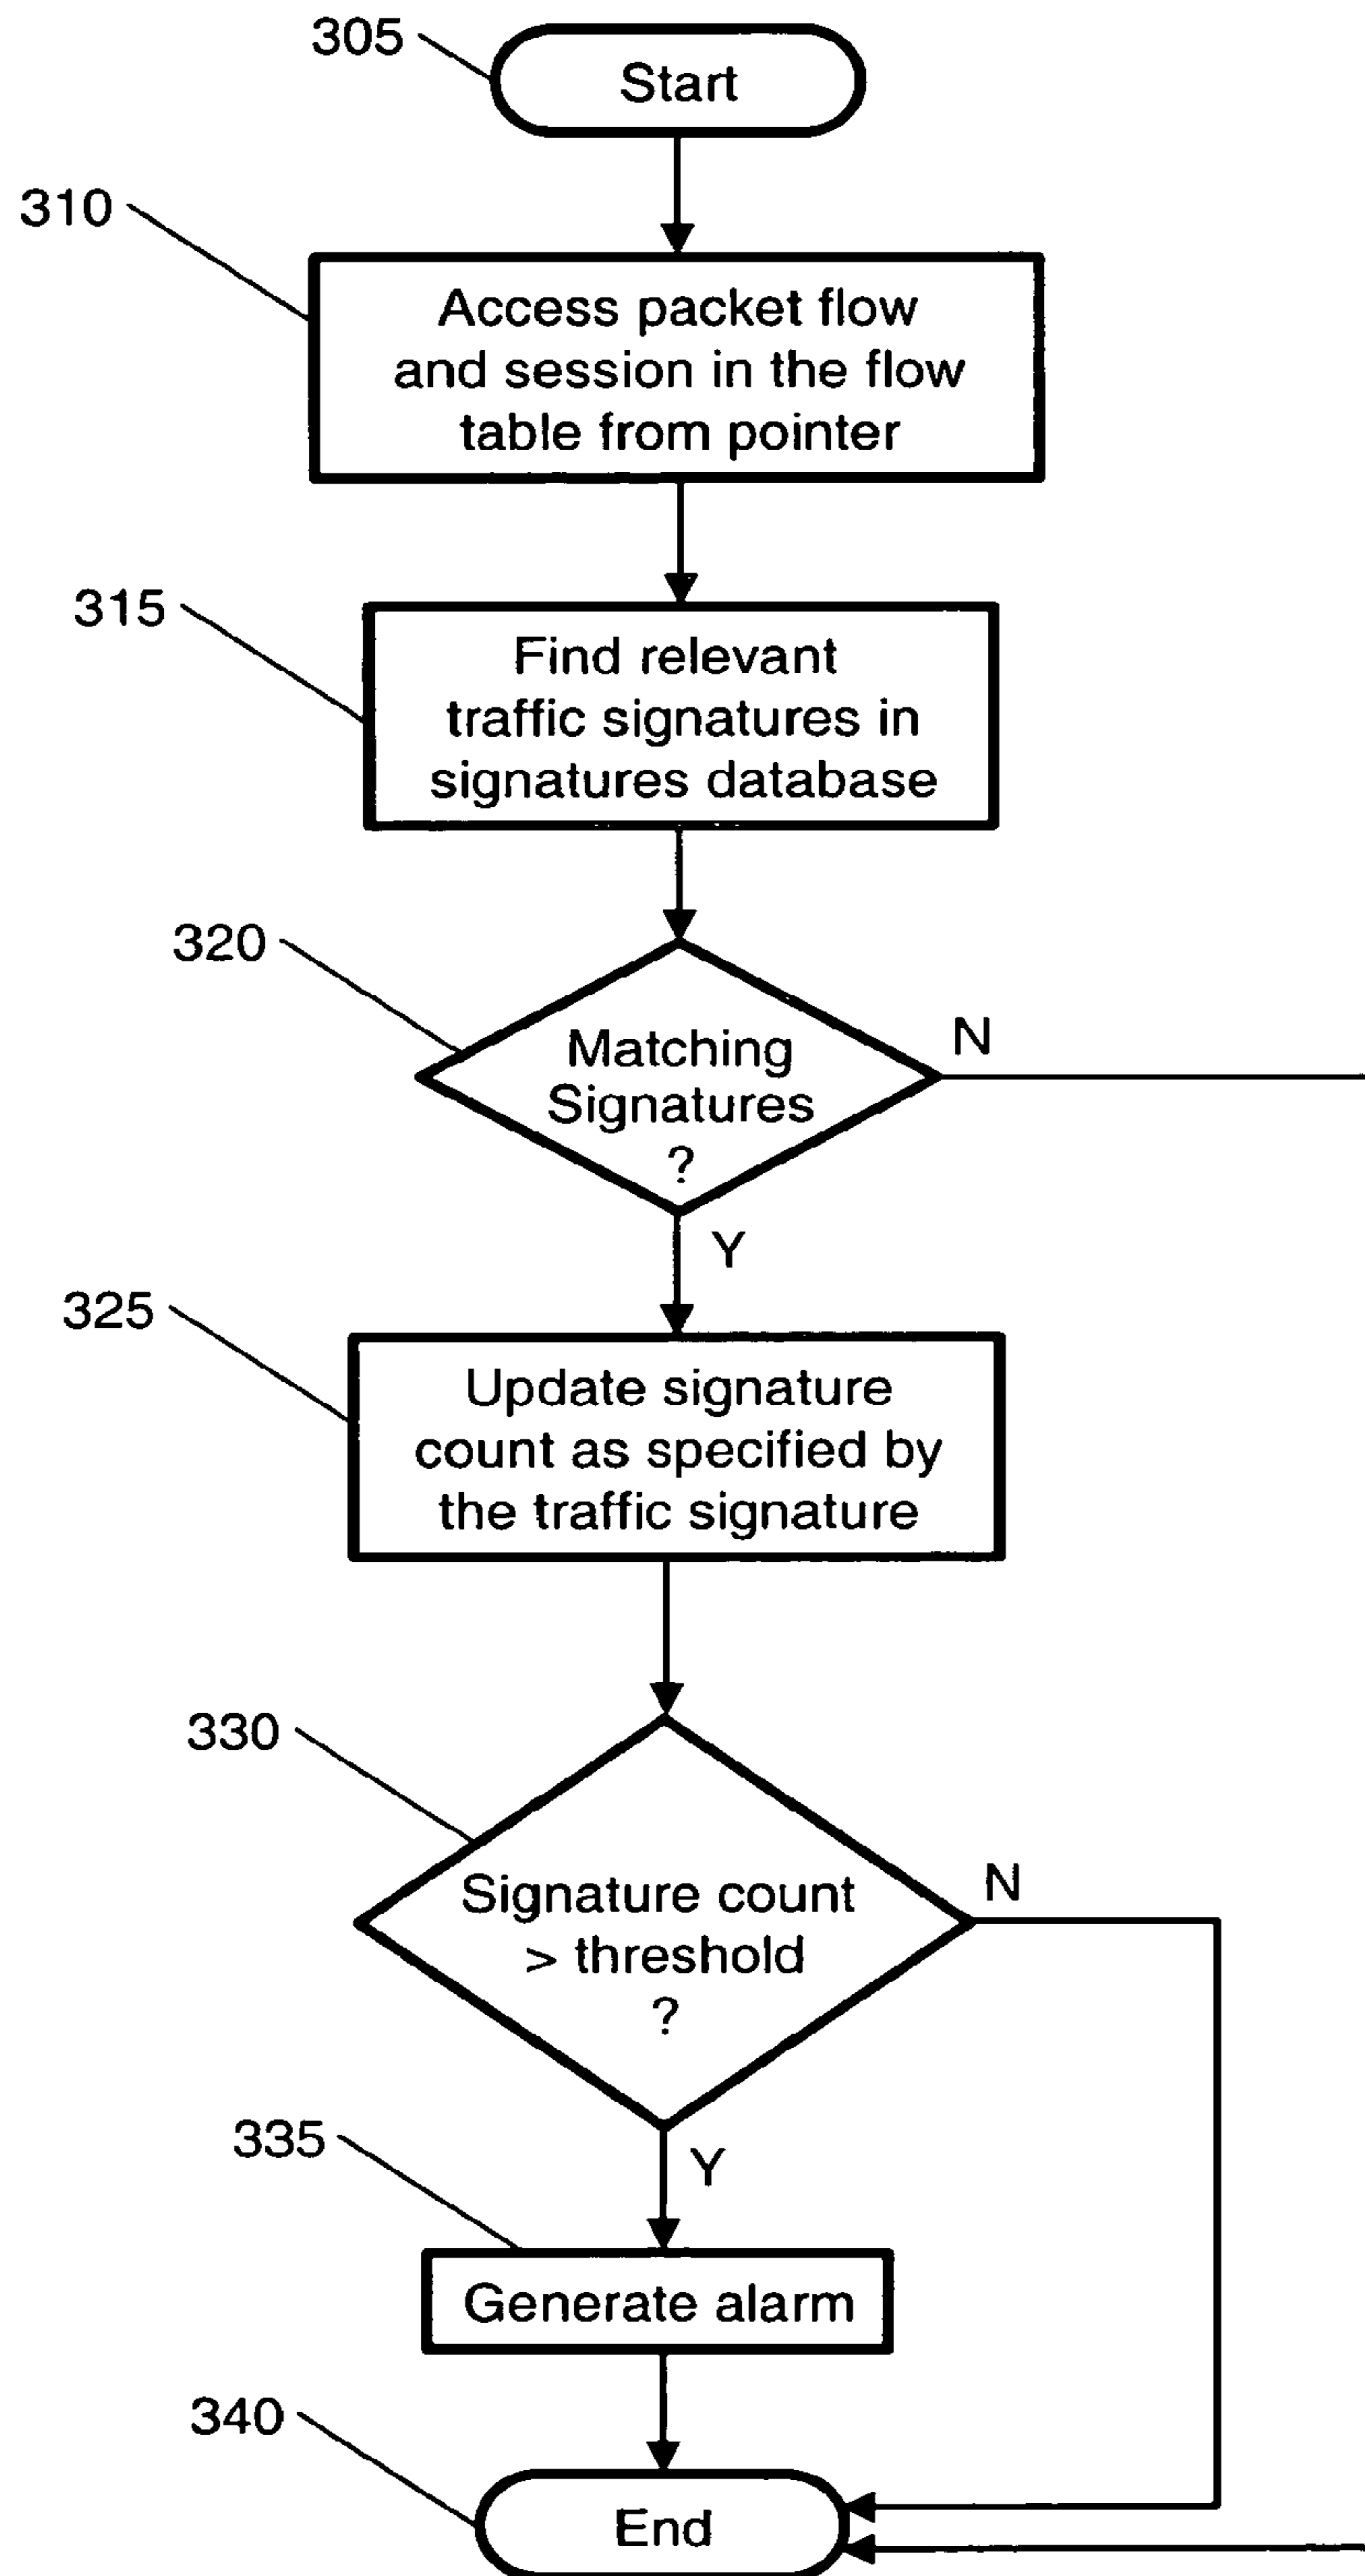 305
Start
310
Access packet flow
and session in the flow
table from pointer
315
Find relevant
traffic signatures in
signatures database
320
Matching
Signatures
?
N
Y
325
Update signature
count as specified by
the traffic signature
330
Signature count
> threshold
?
N
Y
335
Generate alarm
340
End